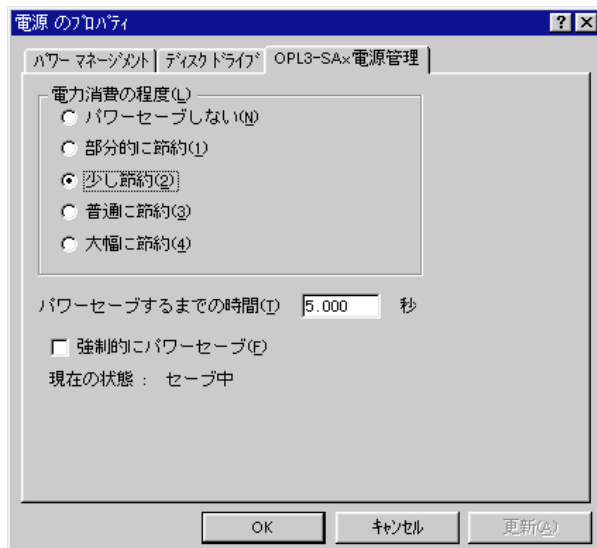 電源 のプロパティ
パワー マネージメント ディスク ドライブ OPL3-SAx電源管理
電力消費の程度(L)
パワーセーブしない(N)
部分的に節約(1)
少し節約(2)
普通に節約(3)
大幅に節約(4)
パワーセーブするまでの時間(T) 5.000 秒
強制的にパワーセーブ(F)
現在の状態 : セーブ中
OK キャンセル 更新(A)